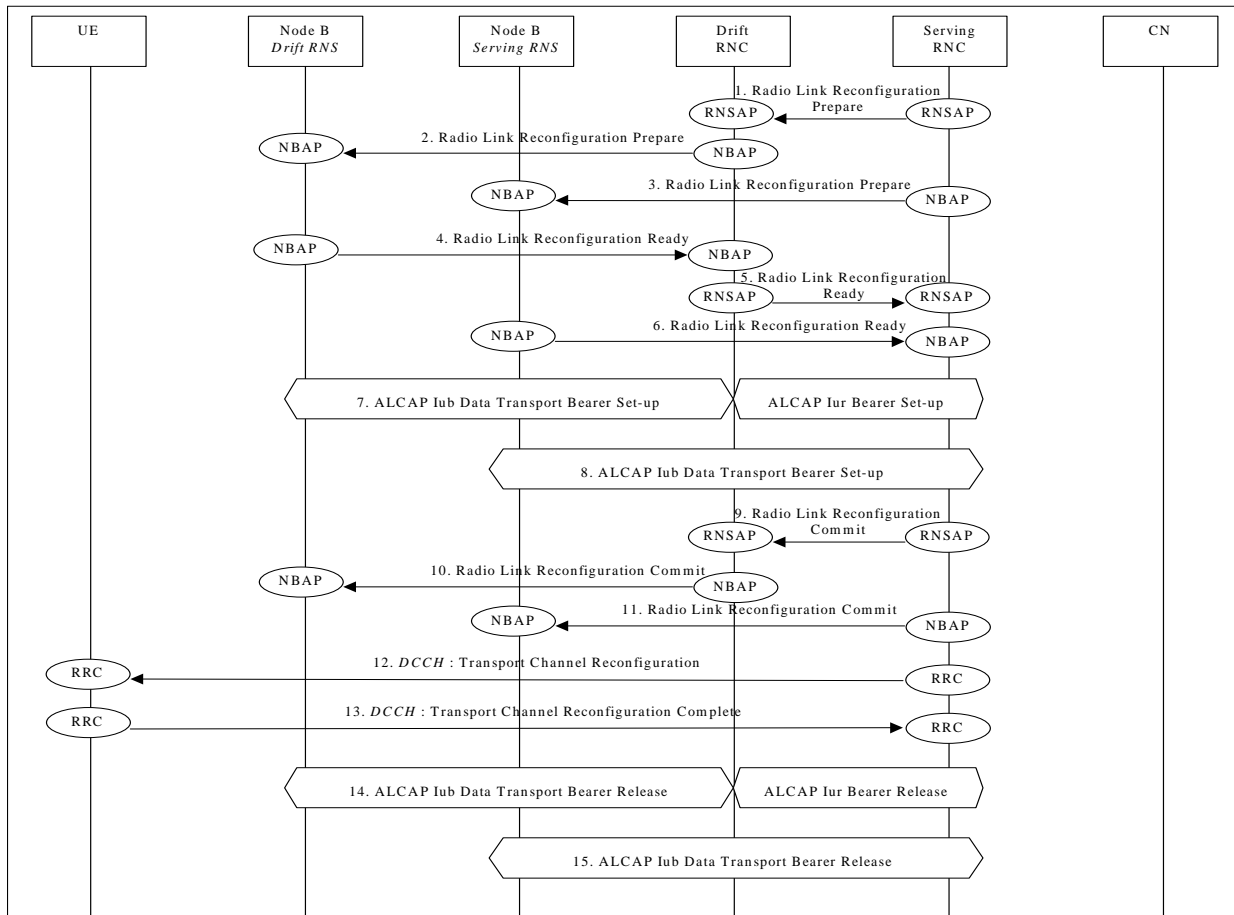 UE
Node B
Drift RNS
Node B
Serving RNS
Drift
RNC
Serving
RNC
CN
1. Radio Link Reconfiguration
Prepare
RNSAP
RNSAP
2. Radio Link Reconfiguration Prepare
NBAP
NBAP
3. Radio Link Reconfiguration Prepare
NBAP
NBAP
4. Radio Link Reconfiguration Ready
NBAP
NBAP
5. Radio Link Reconfiguration
Ready
RNSAP
RNSAP
6. Radio Link Reconfiguration Ready
NBAP
NBAP
7. ALCAP Iub Data Transport Bearer Set-up
ALCAP Iur Bearer Set-up
8. ALCAP Iub Data Transport Bearer Set-up
9. Radio Link Reconfiguration
Commit
RNSAP
RNSAP
10. Radio Link Reconfiguration Commit
NBAP
NBAP
11. Radio Link Reconfiguration Commit
NBAP
NBAP
12. DCCH : Transport Channel Reconfiguration
RRC
RRC
13. DCCH : Transport Channel Reconfiguration Complete
RRC
RRC
14. ALCAP Iub Data Transport Bearer Release
ALCAP Iur Bearer Release
15. ALCAP Iub Data Transport Bearer Release